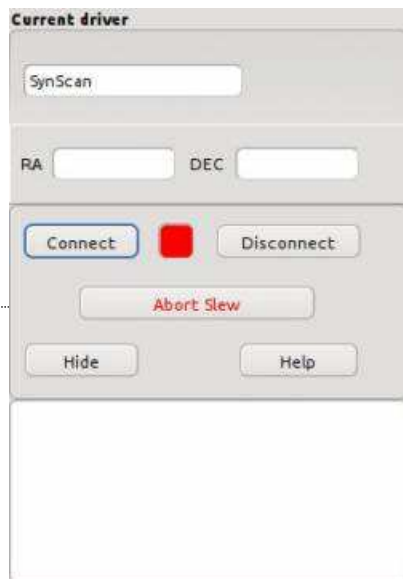 Current driver
SynScan
RA DEC
Connect Disconnect
Abort Slew
Hide Help